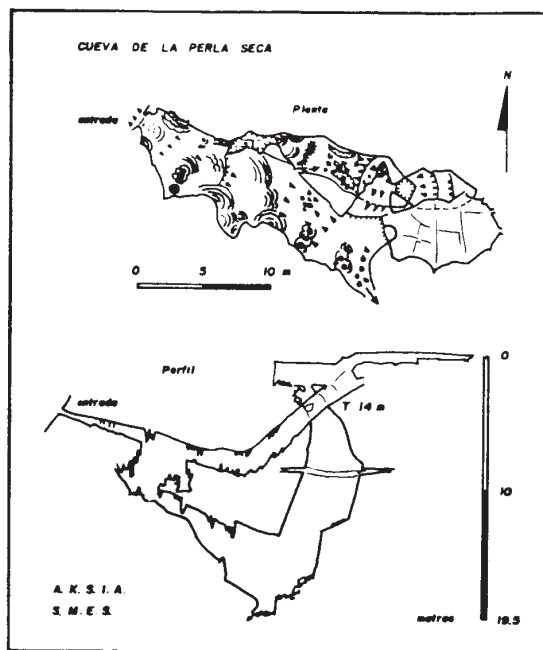 CUEVA DE LA PERLA SECA
N
entrada
Planta
0 5 10 m
Perfil
entrada
T 14 m
0
10
19.5
metros
A. K. S. I. A.
S. M. E. S.